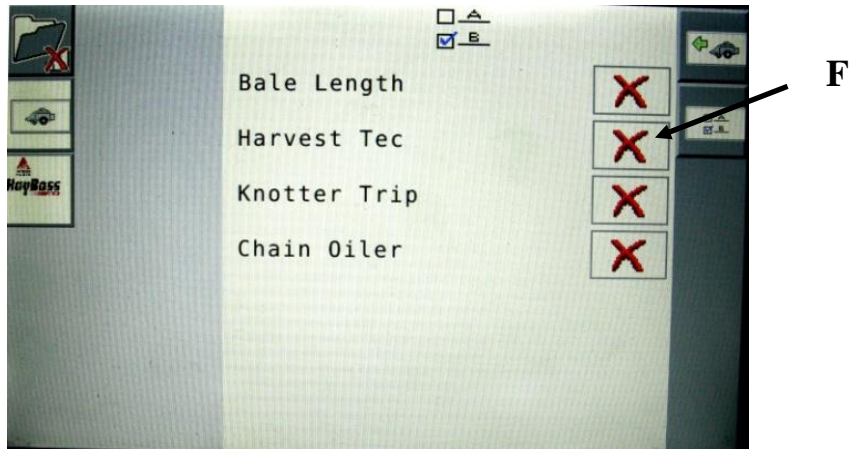 A
B
Bale Length
Harvest Tec
Knotter Trip
Chain Oiler
HayBoss
A
B
F